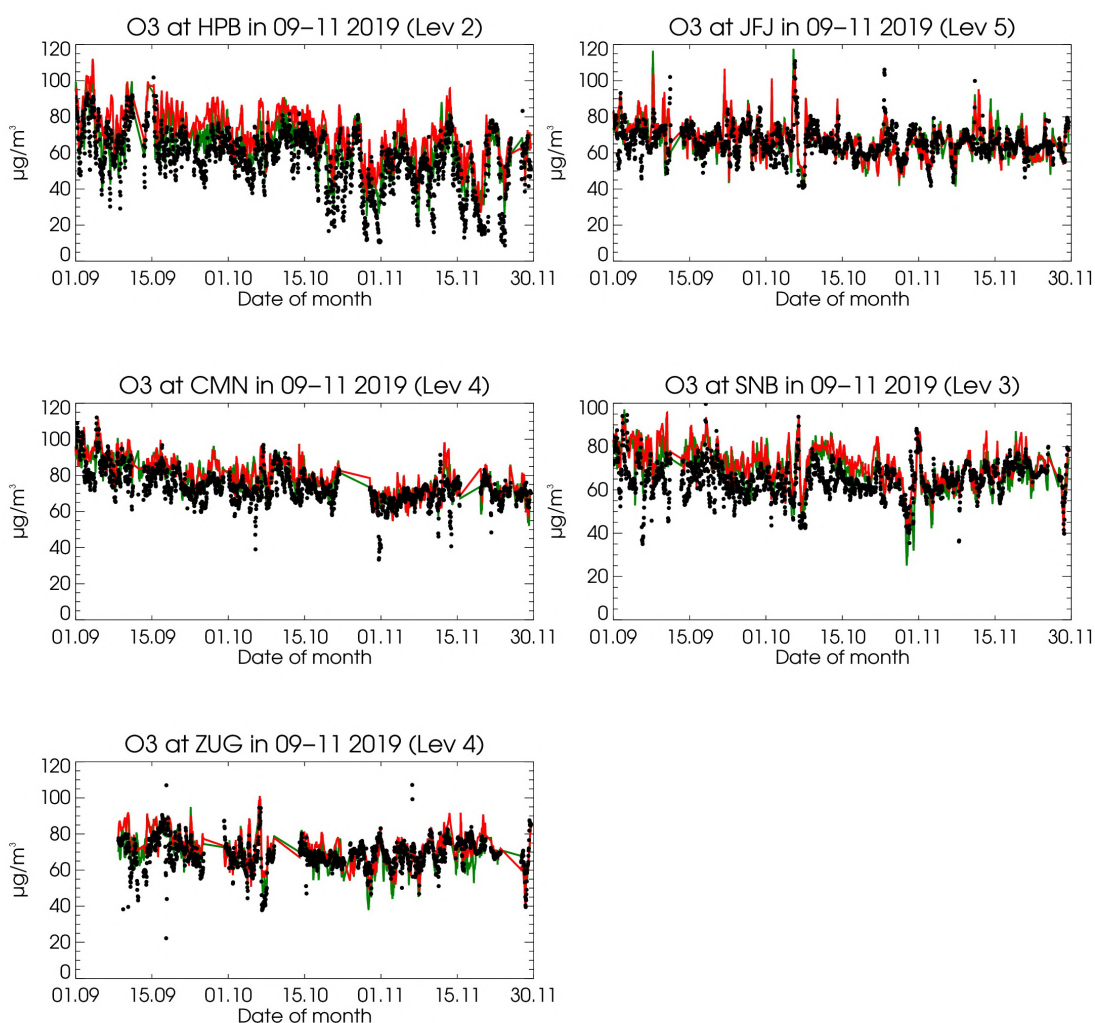 O3 at HPB in 09–11 2019 (Lev 2)
120
100
80
60
40
20
0
µg/m³
01.09 15.09 01.10 15.10 01.11 15.11 30.11
Date of month
O3 at JFJ in 09–11 2019 (Lev 5)
120
100
80
60
40
20
0
µg/m³
01.09 15.09 01.10 15.10 01.11 15.11 30.11
Date of month
O3 at CMN in 09–11 2019 (Lev 4)
120
100
80
60
40
20
0
µg/m³
01.09 15.09 01.10 15.10 01.11 15.11 30.11
Date of month
O3 at SNB in 09–11 2019 (Lev 3)
100
80
60
40
20
0
µg/m³
01.09 15.09 01.10 15.10 01.11 15.11 30.11
Date of month
O3 at ZUG in 09–11 2019 (Lev 4)
120
100
80
60
40
20
0
µg/m³
01.09 15.09 01.10 15.10 01.11 15.11 30.11
Date of month